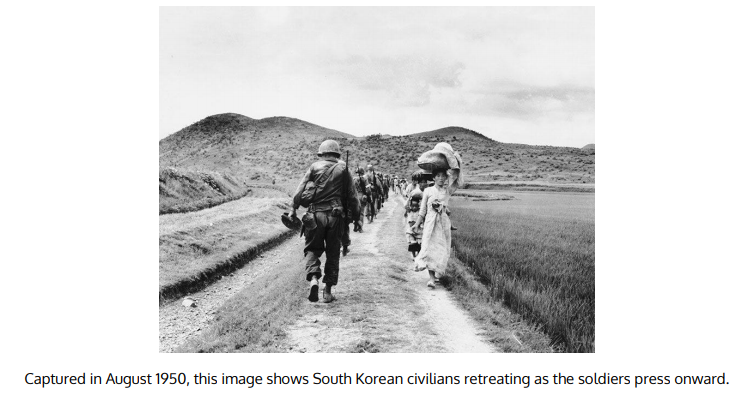 Captured in August 1950, this image shows South Korean civilians retreating as the soldiers press onward.